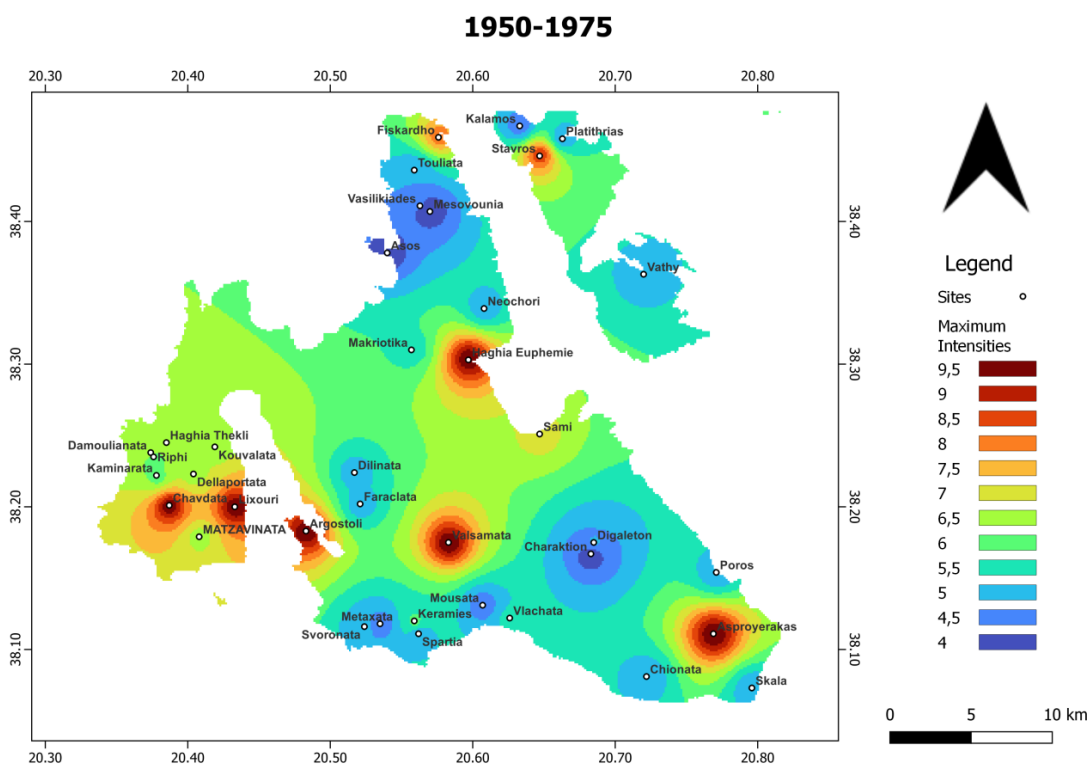 1950-1975
20.30 20.40 20.50 20.60 20.70 20.80
38.40
38.30
38.20
38.10
38.40
38.30
38.20
38.10
Kalamos
Fiskardho
Platithrias
Stavros
Touliata
Vasilikiades
Mesovounia
Asos
Vathy
Neochori
Makriotika
Haghia Euphemie
Sami
Haghia Thekli
Damoulianata
Riphi
Kouvalata
Kaminarata
Dellaportata
Dilinata
Chavdata
Lixouri
Faraclata
Argostoli
MATZAVINATA
Valsamata
Digaleton
Charaktion
Poros
Mousata
Metaxata
Keramies
Vlachata
Svoronata
Spartia
Asproyerakas
Chionata
Skala
20.30 20.40 20.50 20.60 20.70 20.80
Legend
Sites
Maximum
Intensities
9,5
9
8,5
8
7,5
7
6,5
6
5,5
5
4,5
4
0 5 10 km